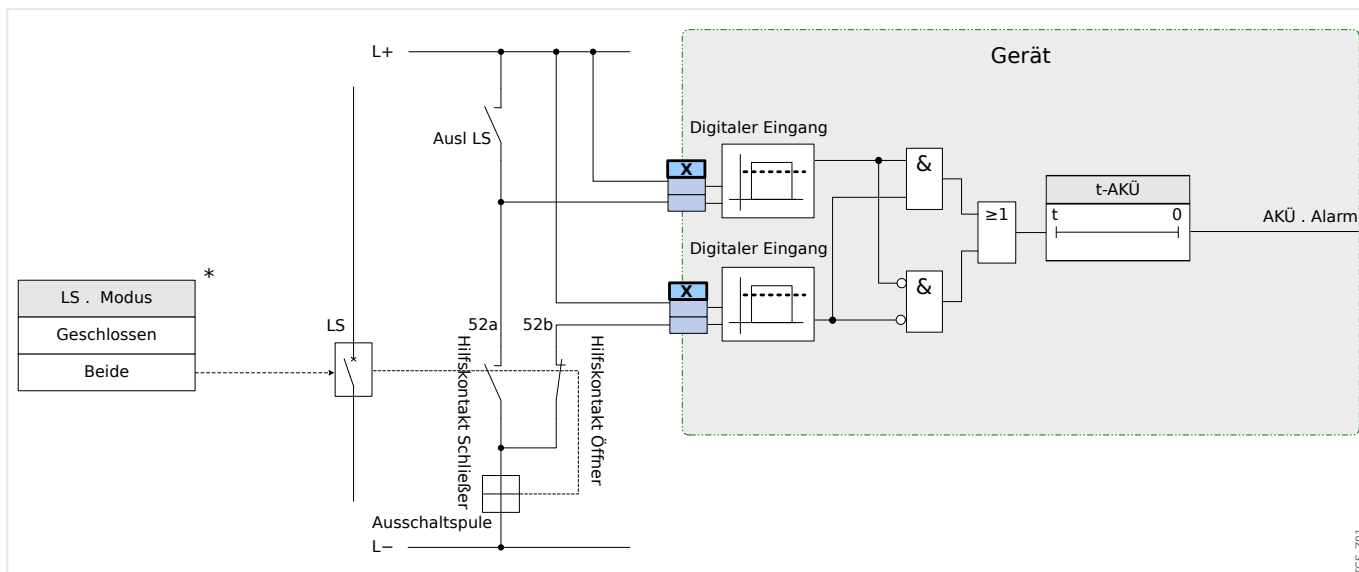 Gerät
L+
Digitaler Eingang
Ausl LS
X
&
t-AKÜ
≥1
t
0
AKÜ . Alarm
Digitaler Eingang
*
X
&
LS . Modus
Geschlossen
Beide
LS
52a
52b
Hilfskontakt Schließer
Hilfskontakt Öffner
Ausschaltspule
L−